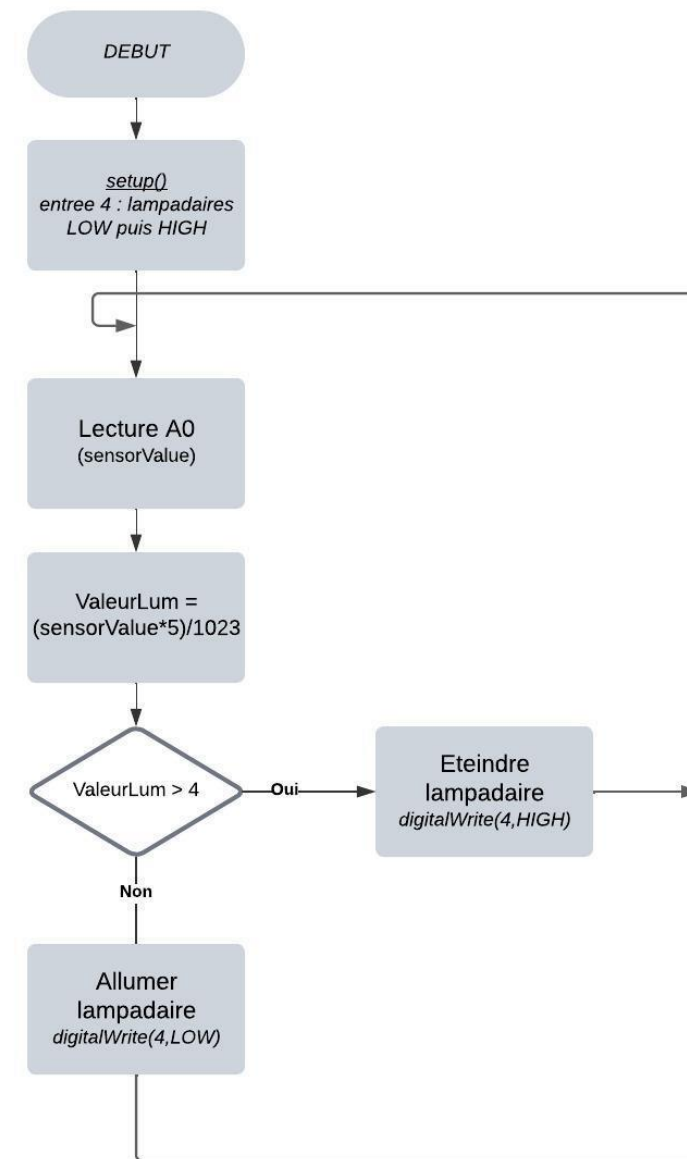 DEBUT
setup()
entree 4 : lampadaires
LOW puis HIGH
Lecture A0
(sensorValue)
ValeurLum =
(sensorValue*5)/1023
ValeurLum > 4
Oui
Eteindre
lampadaire
digitalWrite(4,HIGH)
Non
Allumer
lampadaire
digitalWrite(4,LOW)